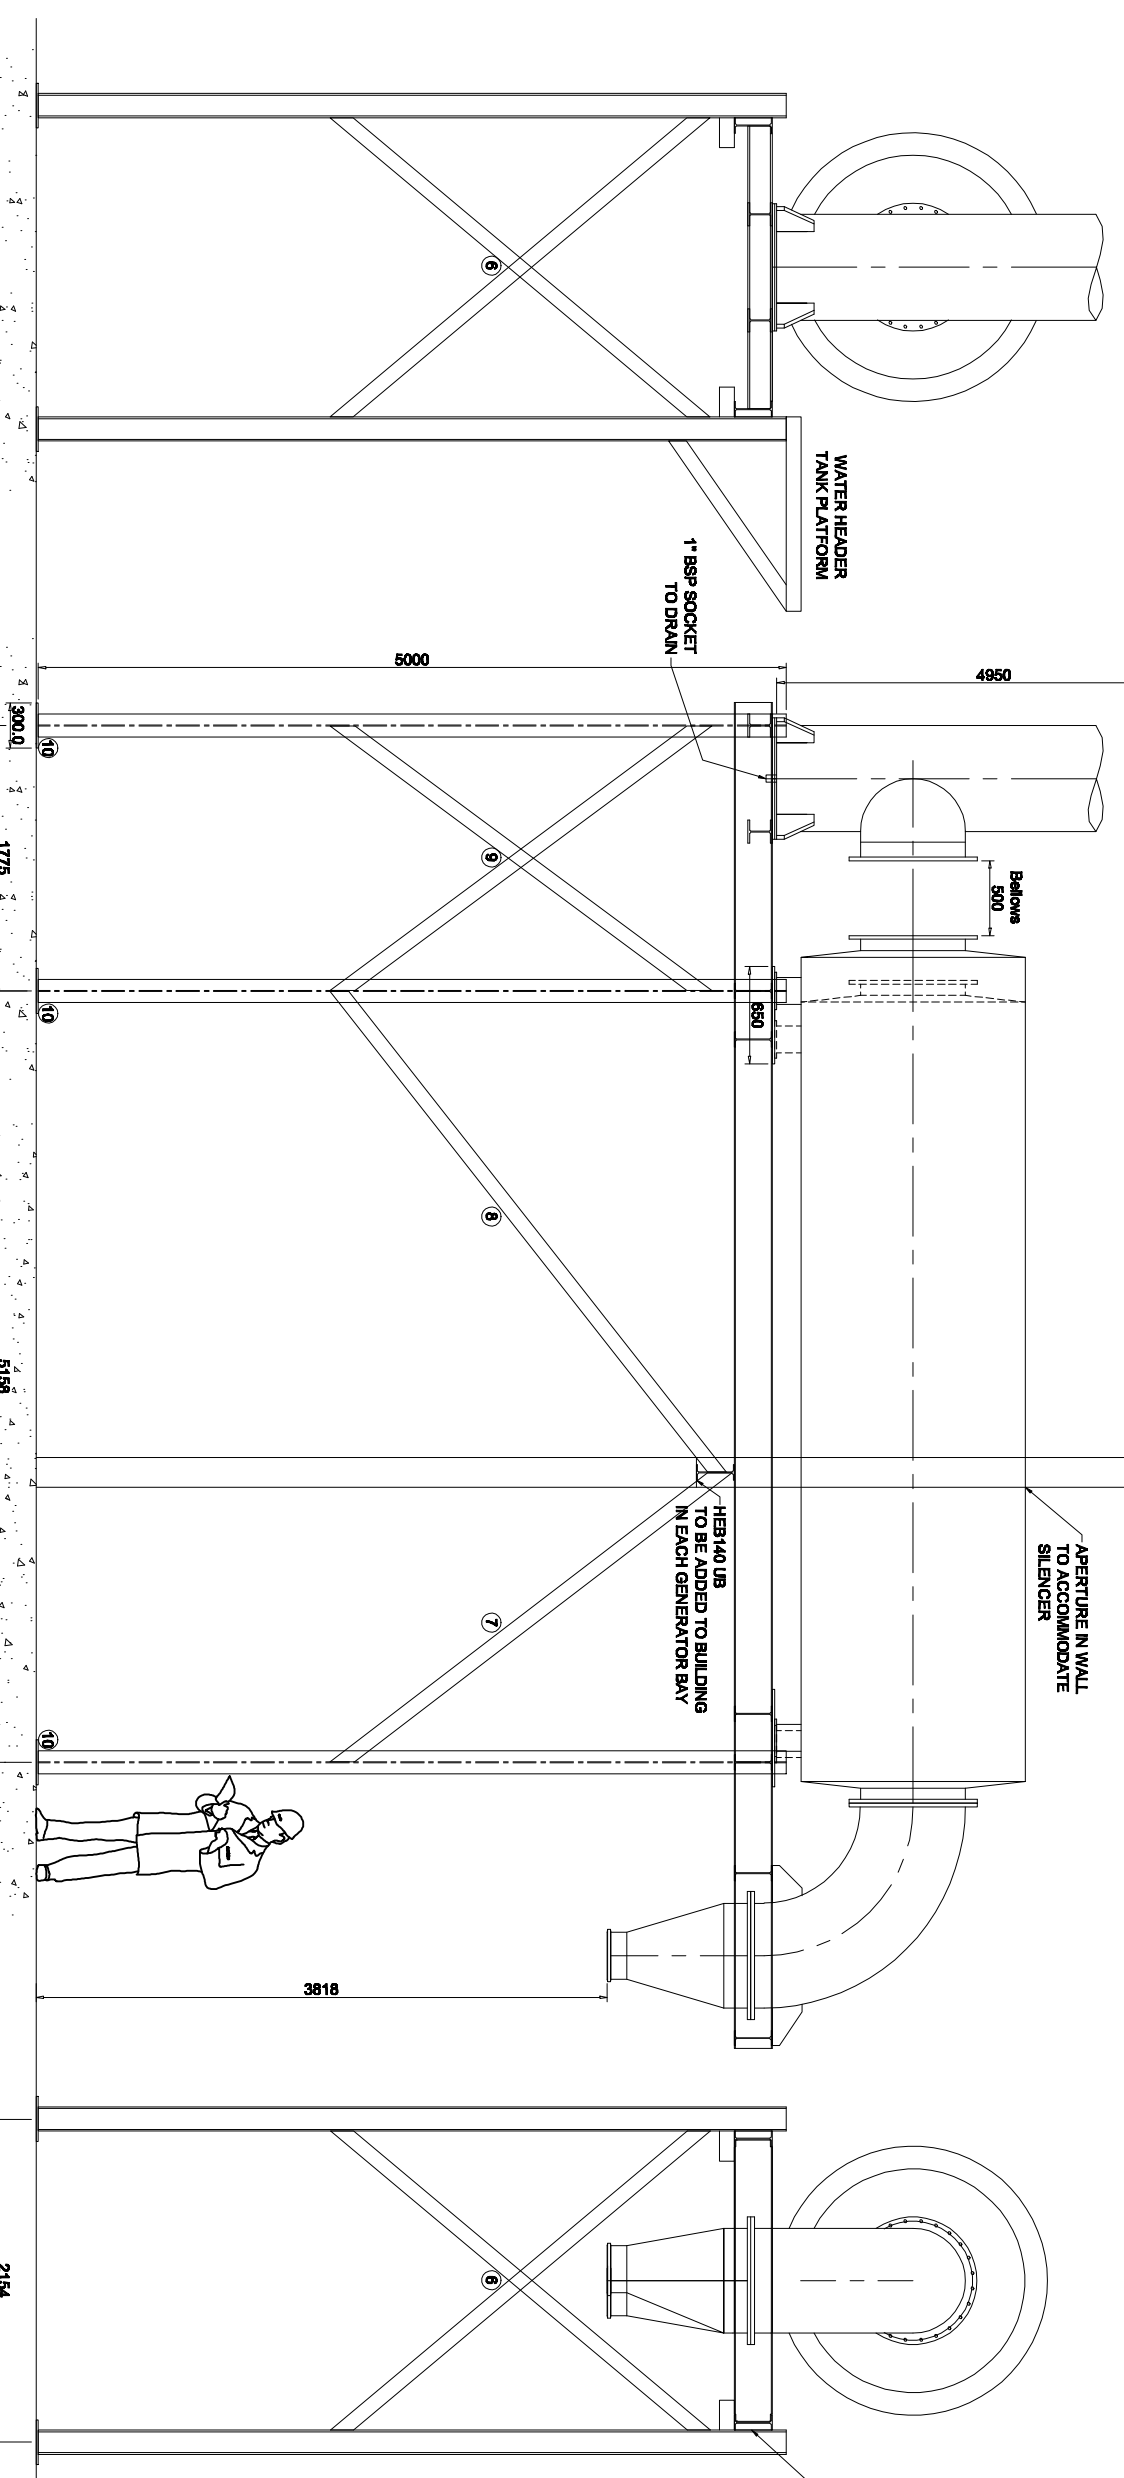 WATER HEADER
TANK PLATFORM
1" BSP SOCKET
TO DRAIN
5000
4950
300.0
10
1775
Bellows
500
650
10
5158
APERTURE IN WALL
TO ACCOMMODATE
SILENCER
HEB140 UB
TO BE ADDED TO BUILDING
IN EACH GENERATOR BAY
10
3818
2154
6
9
8
7
6